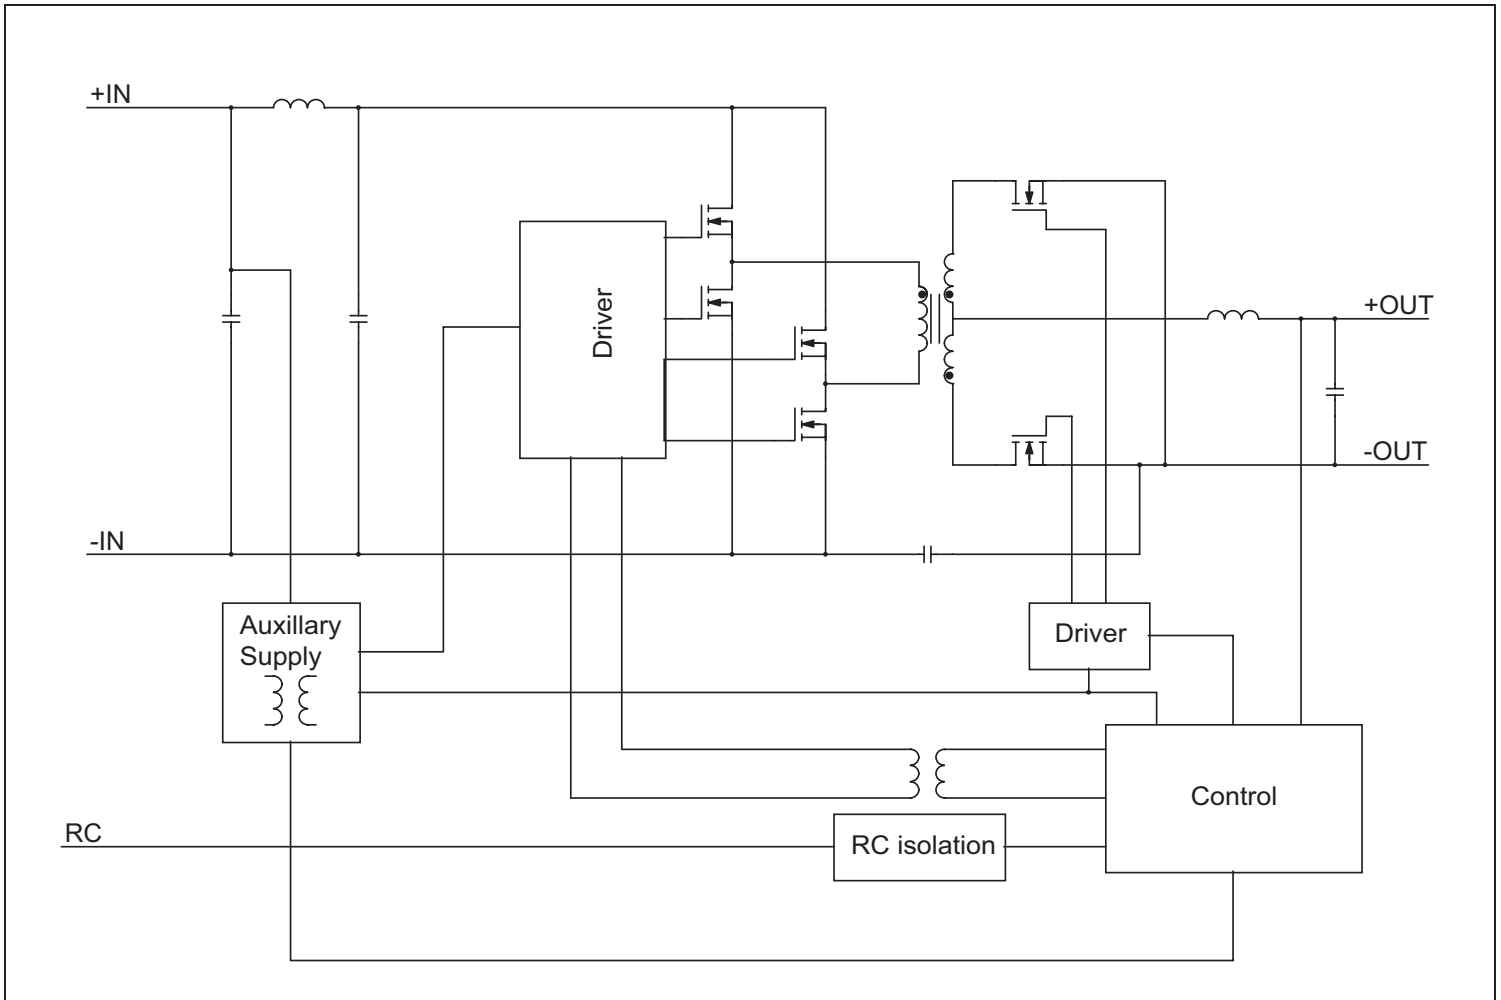 +IN
+OUT
Driver
-OUT
-IN
Auxillary
Supply
Driver
Control
RC
RC isolation